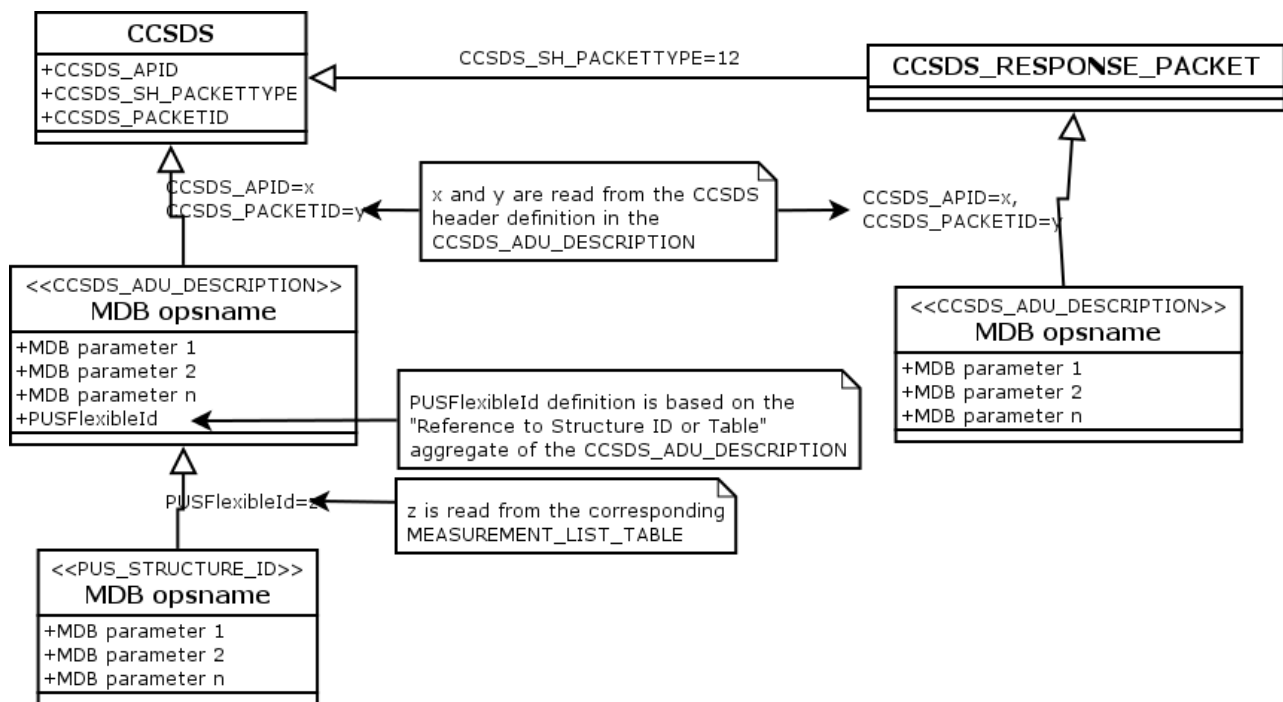 CCSDS
+CCSDS_APID
+CCSDS_SH_PACKETTYPE
+CCSDS_PACKETID
CCSDS_SH_PACKETTYPE=12
CCSDS_RESPONSE_PACKET
CCSDS_APID=x
CCSDS_PACKETID=y
x and y are read from the CCSDS
header definition in the
CCSDS_ADU_DESCRIPTION
CCSDS_APID=x,
CCSDS_PACKETID=y
<<CCSDS_ADU_DESCRIPTION>>
MDB opsname
+MDB parameter 1
+MDB parameter 2
+MDB parameter n
+PUSFlexibleId
<<CCSDS_ADU_DESCRIPTION>>
MDB opsname
+MDB parameter 1
+MDB parameter 2
+MDB parameter n
PUSFlexibleId definition is based on the
"Reference to Structure ID or Table"
aggregate of the CCSDS_ADU_DESCRIPTION
PUSFlexibleId=z
z is read from the corresponding
MEASUREMENT_LIST_TABLE
<<PUS_STRUCTURE_ID>>
MDB opsname
+MDB parameter 1
+MDB parameter 2
+MDB parameter n